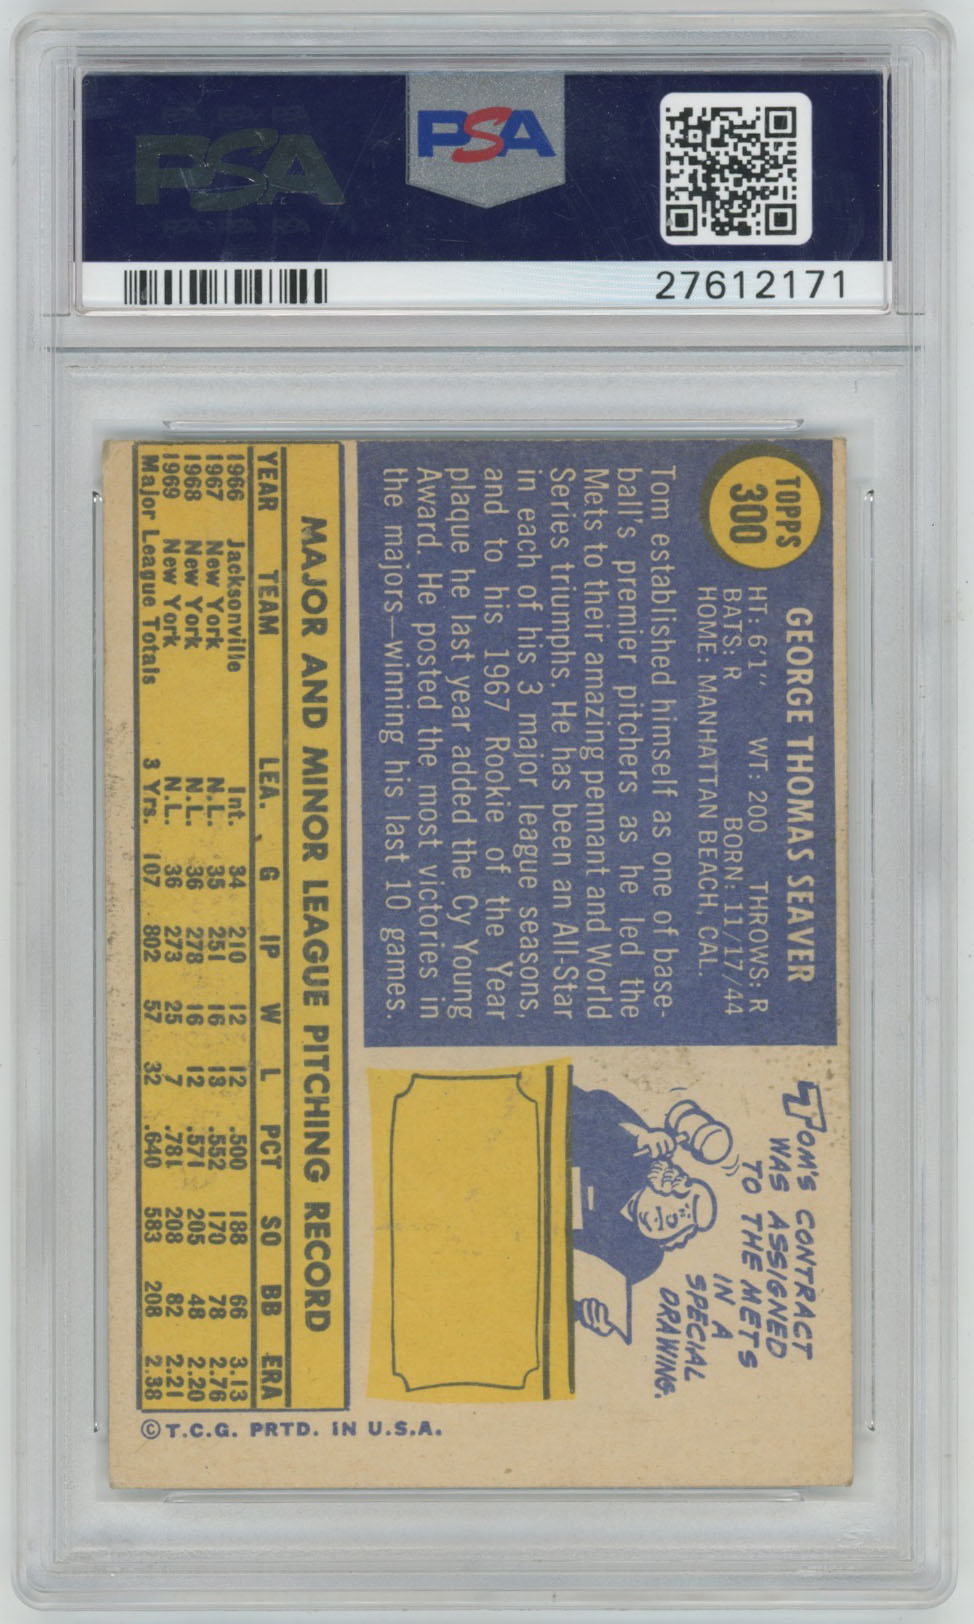 PSA
PSA
PSA PSA PSA
27612171
TOPPS
300
GEORGE THOMAS SEAVER
HT: 6'1" WT: 200 THROWS: R
BATS: R BORN: 11/17/44
HOME: MANHATTAN BEACH, CAL.
Tom established himself as one of base-
ball's premier pitchers as he led the
Mets to their amazing pennant and World
Series triumphs. He has been an All-Star
in each of his 3 major league seasons,
and to his 1967 Rookie of the Year
plaque he last year added the Cy Young
Award. He posted the most victories in
the majors—winning his last 10 games.
TOM'S CONTRACT
WAS ASSIGNED
TO THE METS
IN A
SPECIAL
DRAWING.
MAJOR AND MINOR LEAGUE PITCHING RECORD
YEAR TEAM LEA. G IP W L PCT SO BB ERA
1966 Jacksonville Int. 34 210 12 12 .500 188 66 3.13
1967 New York N.L. 35 251 16 13 .552 170 78 2.76
1968 New York N.L. 36 278 16 12 .571 205 48 2.20
1969 New York N.L. 36 273 25 7 .781 208 82 2.21
Major League Totals 3 Yrs. 107 802 57 32 .640 583 208 2.38
© T.C.G. PRTD. IN U.S.A.